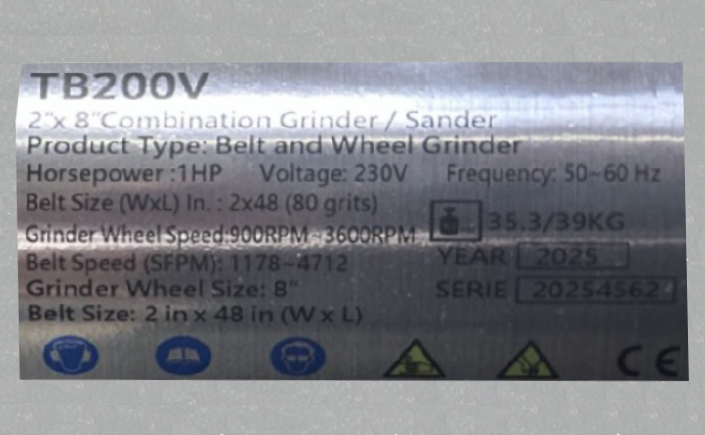 TB200V
2"x 8"Combination Grinder / Sander
Product Type: Belt and Wheel Grinder
Horsepower :1HP Voltage: 230V Frequency: 50~60 Hz
Belt Size (WxL) In. : 2x48 (80 grits)
35.3/39KG
Grinder Wheel Speed:900RPM~3600RPM
YEAR 2025
Belt Speed (SFPM): 1178~4712
Grinder Wheel Size: 8"
SERIE 20254562
Belt Size: 2 in x 48 in (W x L)
CE